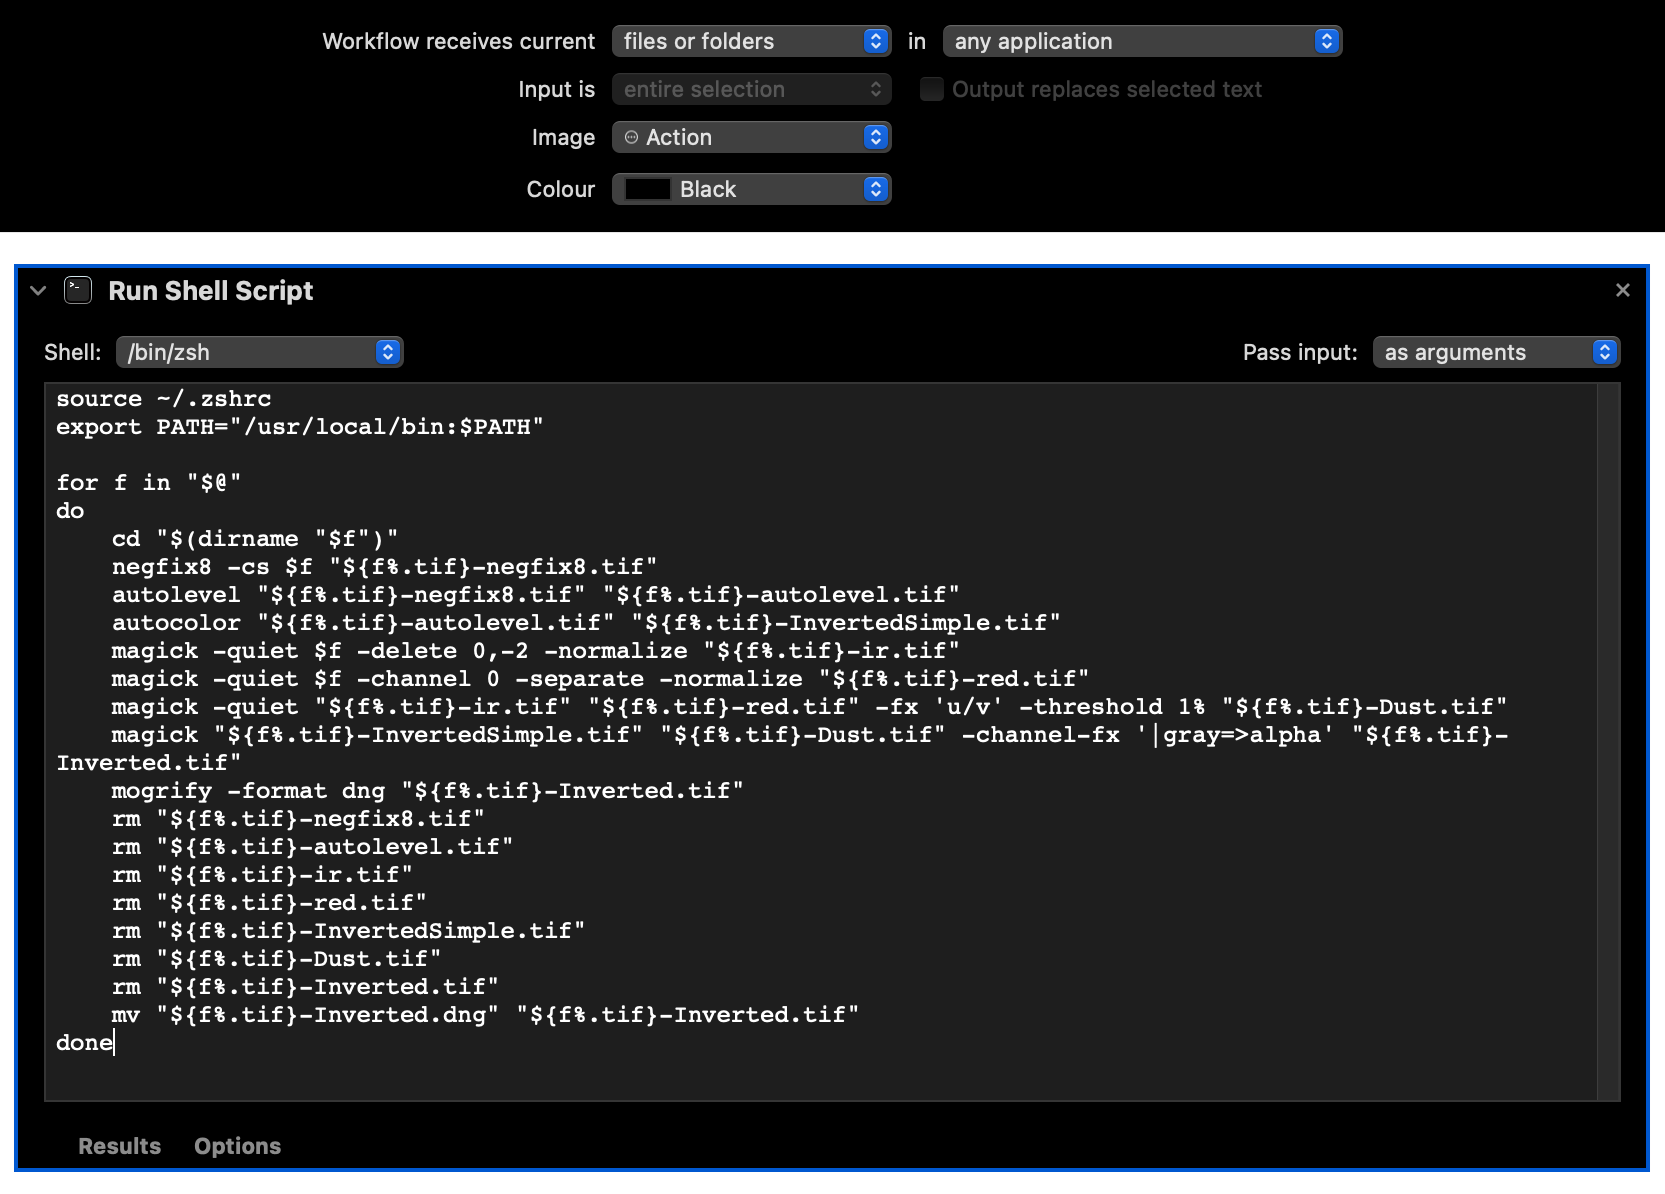 Workflow receives current files or folders in any application
Input is entire selection Output replaces selected text
Image Action
Colour Black
Run Shell Script
Shell: /bin/zsh Pass input: as arguments
source ~/.zshrc
export PATH="/usr/local/bin:$PATH"
for f in "$@"
do
    cd "$(dirname "$f")"
    negfix8 -cs $f "${f%.tif}-negfix8.tif"
    autolevel "${f%.tif}-negfix8.tif" "${f%.tif}-autolevel.tif"
    autocolor "${f%.tif}-autolevel.tif" "${f%.tif}-InvertedSimple.tif"
    magick -quiet $f -delete 0,-2 -normalize "${f%.tif}-ir.tif"
    magick -quiet $f -channel 0 -separate -normalize "${f%.tif}-red.tif"
    magick -quiet "${f%.tif}-ir.tif" "${f%.tif}-red.tif" -fx 'u/v' -threshold 1% "${f%.tif}-Dust.tif"
    magick "${f%.tif}-InvertedSimple.tif" "${f%.tif}-Dust.tif" -channel-fx '|gray=>alpha' "${f%.tif}-
Inverted.tif"
    mogrify -format dng "${f%.tif}-Inverted.tif"
    rm "${f%.tif}-negfix8.tif"
    rm "${f%.tif}-autolevel.tif"
    rm "${f%.tif}-ir.tif"
    rm "${f%.tif}-red.tif"
    rm "${f%.tif}-InvertedSimple.tif"
    rm "${f%.tif}-Dust.tif"
    rm "${f%.tif}-Inverted.tif"
    mv "${f%.tif}-Inverted.dng" "${f%.tif}-Inverted.tif"
done
Results Options